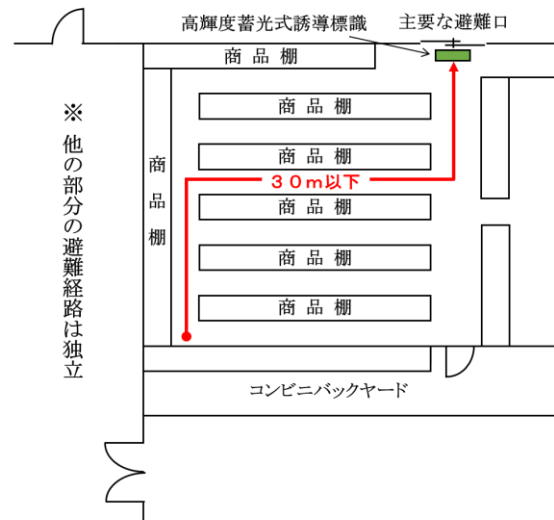 高輝度蓄光式誘導標識
主要な避難口
商品棚
商品棚
商品棚
商品棚
３０ｍ以下
商品棚
商品棚
商品棚
※他の部分の避難経路は独立
コンビニバックヤード